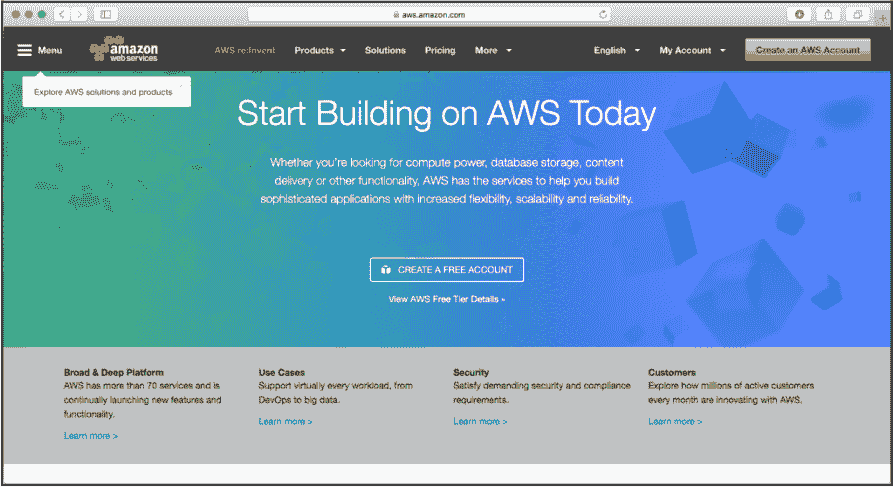 aws.amazon.com
Menu
amazon
web services
AWS re:Invent
Products
Solutions
Pricing
More
English
My Account
Create an AWS Account
Explore AWS solutions and products
Start Building on AWS Today
Whether you're looking for compute power, database storage, content
delivery or other functionality, AWS has the services to help you build
sophisticated applications with increased flexibility, scalability and reliability.
CREATE A FREE ACCOUNT
View AWS Free Tier Details »
Broad & Deep Platform
AWS has more than 70 services and is
continually launching new features and
functionality.
Learn more >
Use Cases
Support virtually every workload, from
DevOps to big data.
Learn more >
Security
Satisfy demanding security and compliance
requirements.
Learn more >
Customers
Explore how millions of active customers
every month are innovating with AWS.
Learn more >